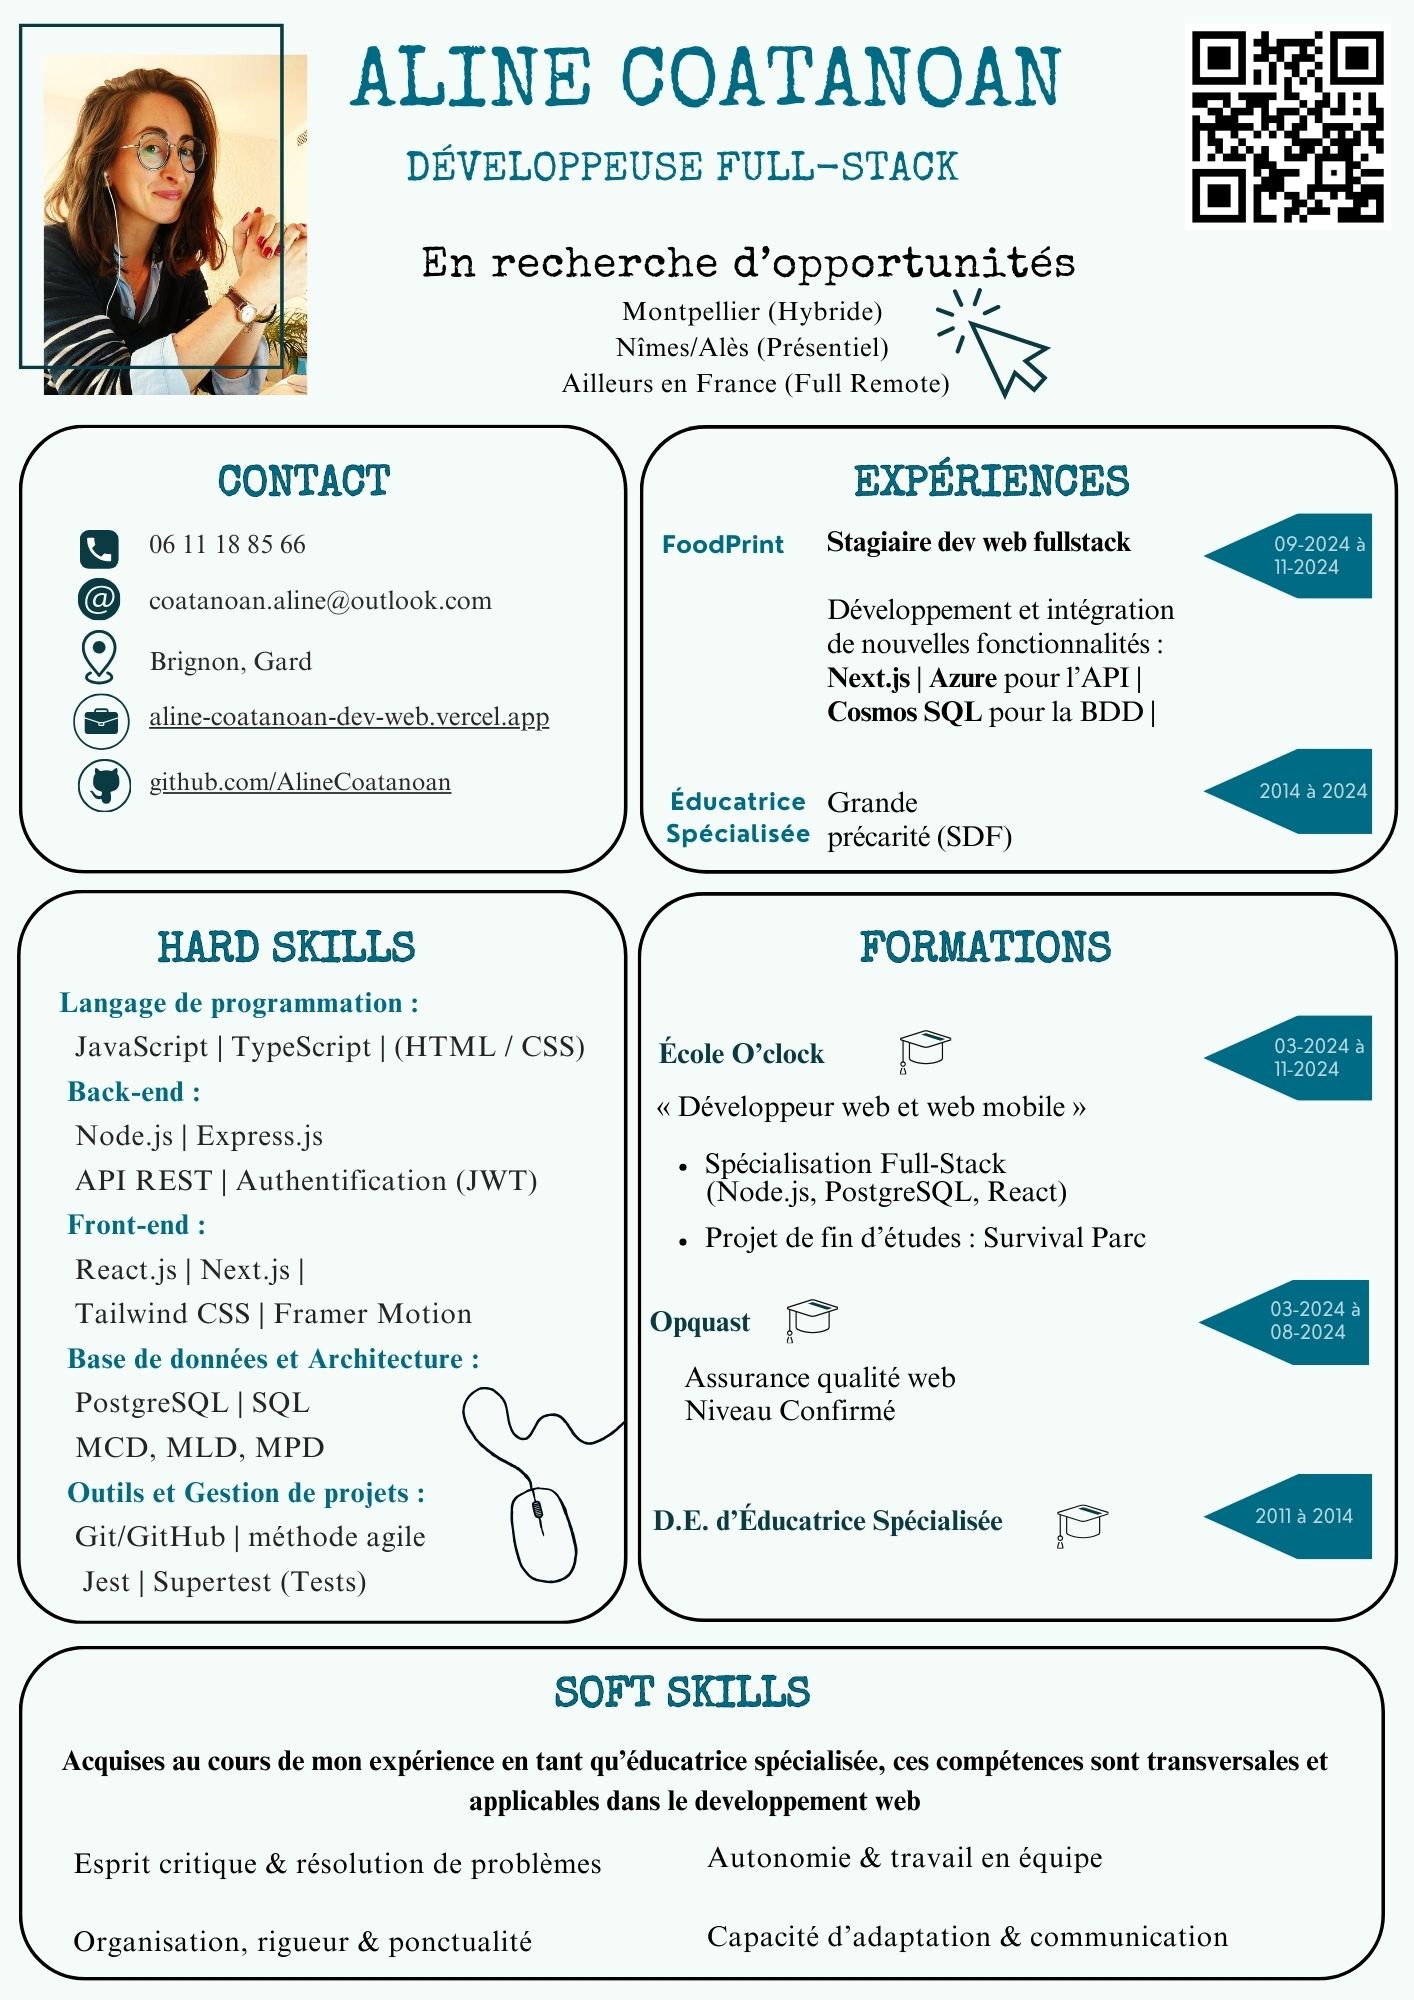 ALINE COATANOAN
DÉVELOPPEUSE FULL-STACK
En recherche d'opportunités
Montpellier (Hybride)
Nîmes/Alès (Présentiel)
Ailleurs en France (Full Remote)
CONTACT
06 11 18 85 66
coatanoan.aline@outlook.com
Brignon, Gard
aline-coatanoan-dev-web.vercel.app
github.com/AlineCoatanoan
EXPÉRIENCES
FoodPrint
Stagiaire dev web fullstack
09-2024 à
11-2024
Développement et intégration
de nouvelles fonctionnalités :
Next.js | Azure pour l'API |
Cosmos SQL pour la BDD |
Éducatrice
Spécialisée
Grande
précarité (SDF)
2014 à 2024
HARD SKILLS
Langage de programmation :
JavaScript | TypeScript | (HTML / CSS)
Back-end :
Node.js | Express.js
API REST | Authentification (JWT)
Front-end :
React.js | Next.js |
Tailwind CSS | Framer Motion
Base de données et Architecture :
PostgreSQL | SQL
MCD, MLD, MPD
Outils et Gestion de projets :
Git/GitHub | méthode agile
Jest | Supertest (Tests)
FORMATIONS
École O'clock
03-2024 à
11-2024
« Développeur web et web mobile »
• Spécialisation Full-Stack
(Node.js, PostgreSQL, React)
• Projet de fin d'études : Survival Parc
Opquast
03-2024 à
08-2024
Assurance qualité web
Niveau Confirmé
D.E. d'Éducatrice Spécialisée
2011 à 2014
SOFT SKILLS
Acquises au cours de mon expérience en tant qu'éducatrice spécialisée, ces compétences sont transversales et
applicables dans le developpement web
Esprit critique & résolution de problèmes
Autonomie & travail en équipe
Organisation, rigueur & ponctualité
Capacité d'adaptation & communication